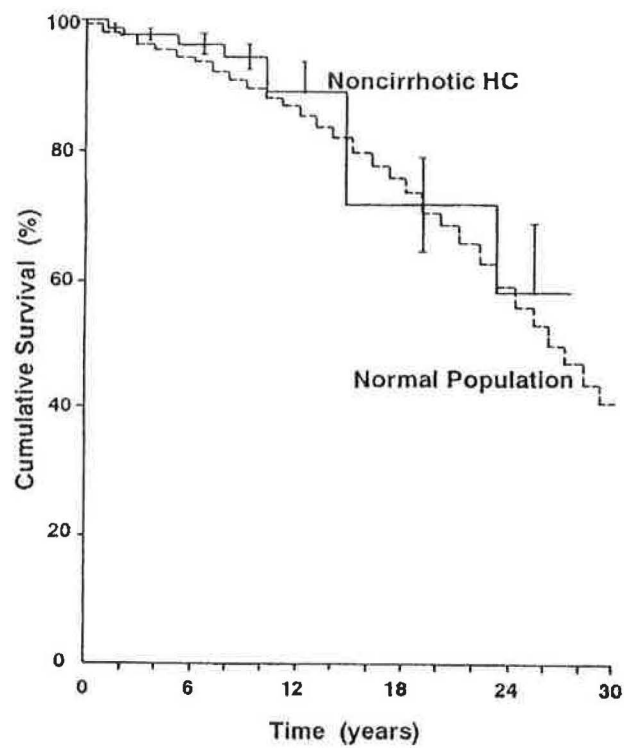 100
80
60
40
20
0
Cumulative Survival (%)
Noncirrhotic HC
Normal Population
0 6 12 18 24 30
Time (years)